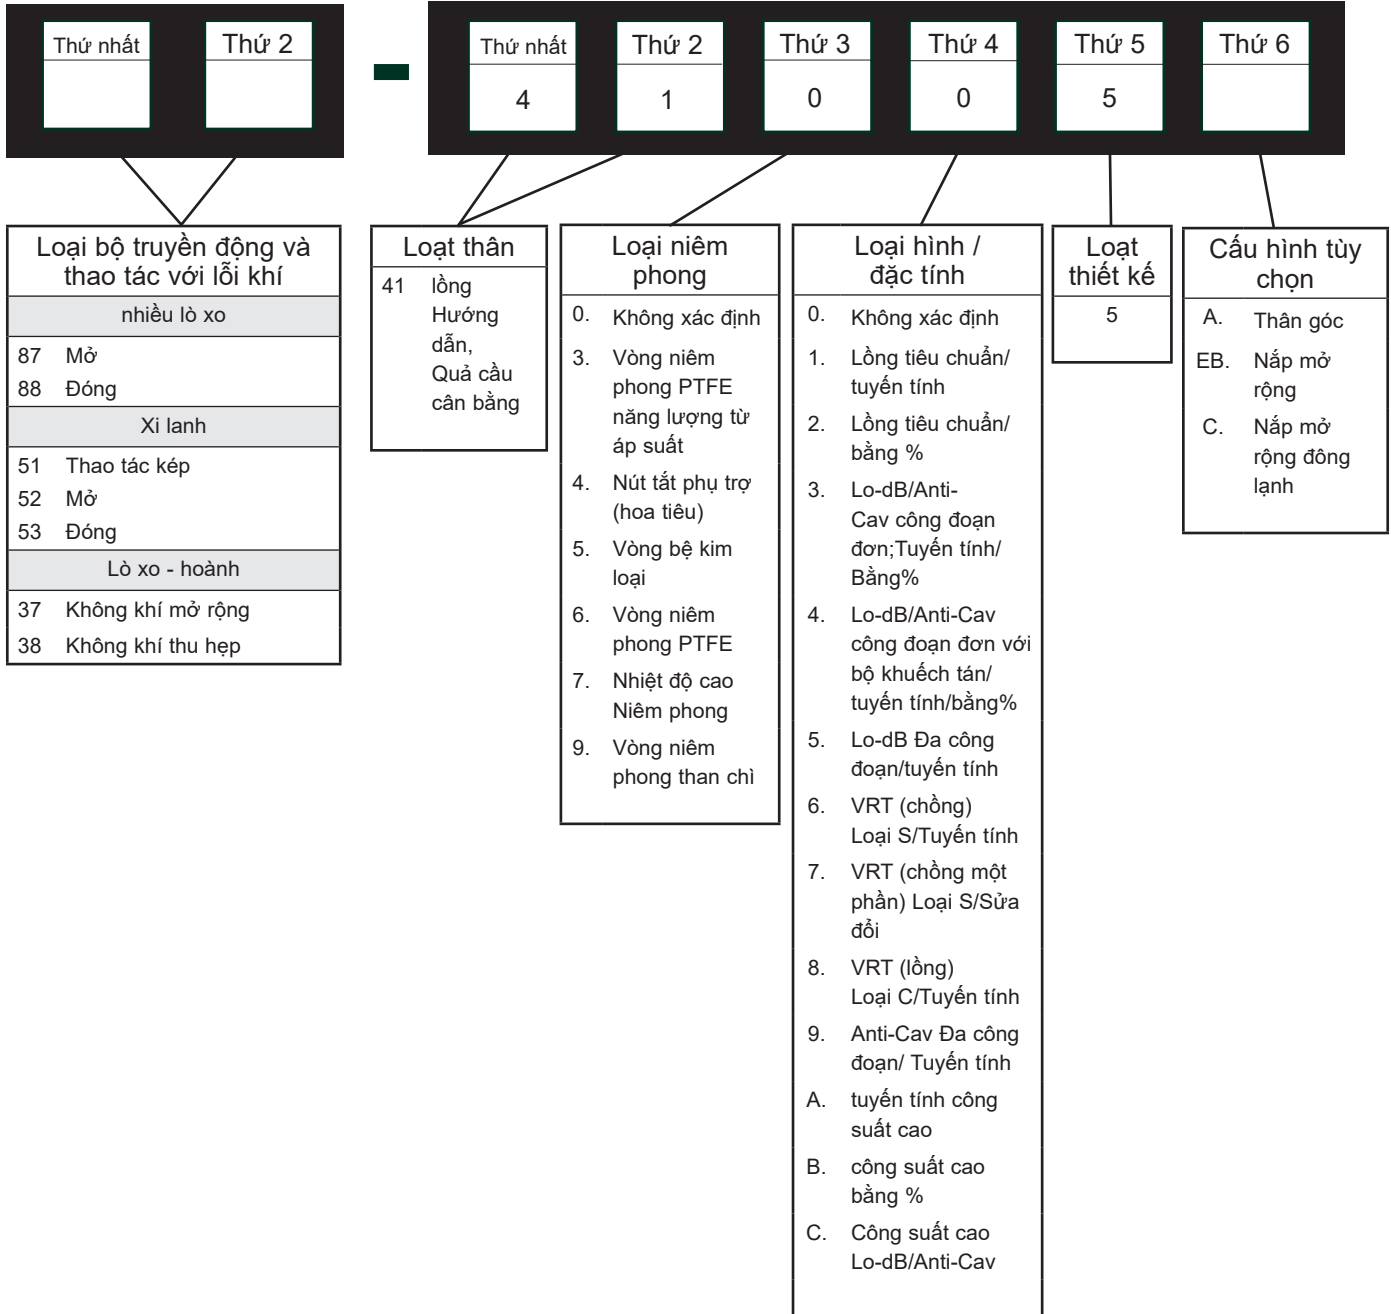 Thứ nhất
Thứ 2
Thứ nhất
4
Thứ 2
1
Thứ 3
0
Thứ 4
0
Thứ 5
5
Thứ 6
Loại bộ truyền động và
thao tác với lỗi khí
nhiều lò xo
87 Mở
88 Đóng
Xi lanh
51 Thao tác kép
52 Mở
53 Đóng
Lò xo - hoành
37 Không khí mở rộng
38 Không khí thu hẹp
Loạt thân
41 lồng
Hướng
dẫn,
Quả cầu
cân bằng
Loại niêm
phong
0. Không xác định
3. Vòng niêm
phong PTFE
năng lượng từ
áp suất
4. Nút tắt phụ trợ
(hoa tiêu)
5. Vòng bệ kim
loại
6. Vòng niêm
phong PTFE
7. Nhiệt độ cao
Niêm phong
9. Vòng niêm
phong than chì
Loại hình /
đặc tính
0. Không xác định
1. Lồng tiêu chuẩn/
tuyến tính
2. Lồng tiêu chuẩn/
bằng %
3. Lo-dB/Anti-
Cav công đoạn
đơn;Tuyến tính/
Bằng%
4. Lo-dB/Anti-Cav
công đoạn đơn với
bộ khuếch tán/
tuyến tính/bằng%
5. Lo-dB Đa công
đoạn/tuyến tính
6. VRT (chồng)
Loại S/Tuyến tính
7. VRT (chồng một
phần) Loại S/Sửa
đổi
8. VRT (lồng)
Loại C/Tuyến tính
9. Anti-Cav Đa công
đoạn/ Tuyến tính
A. tuyến tính công
suất cao
B. công suất cao
bằng %
C. Công suất cao
Lo-dB/Anti-Cav
Loạt
thiết kế
5
Cấu hình tùy
chọn
A. Thân góc
EB. Nắp mở
rộng
C. Nắp mở
rộng đông
lạnh